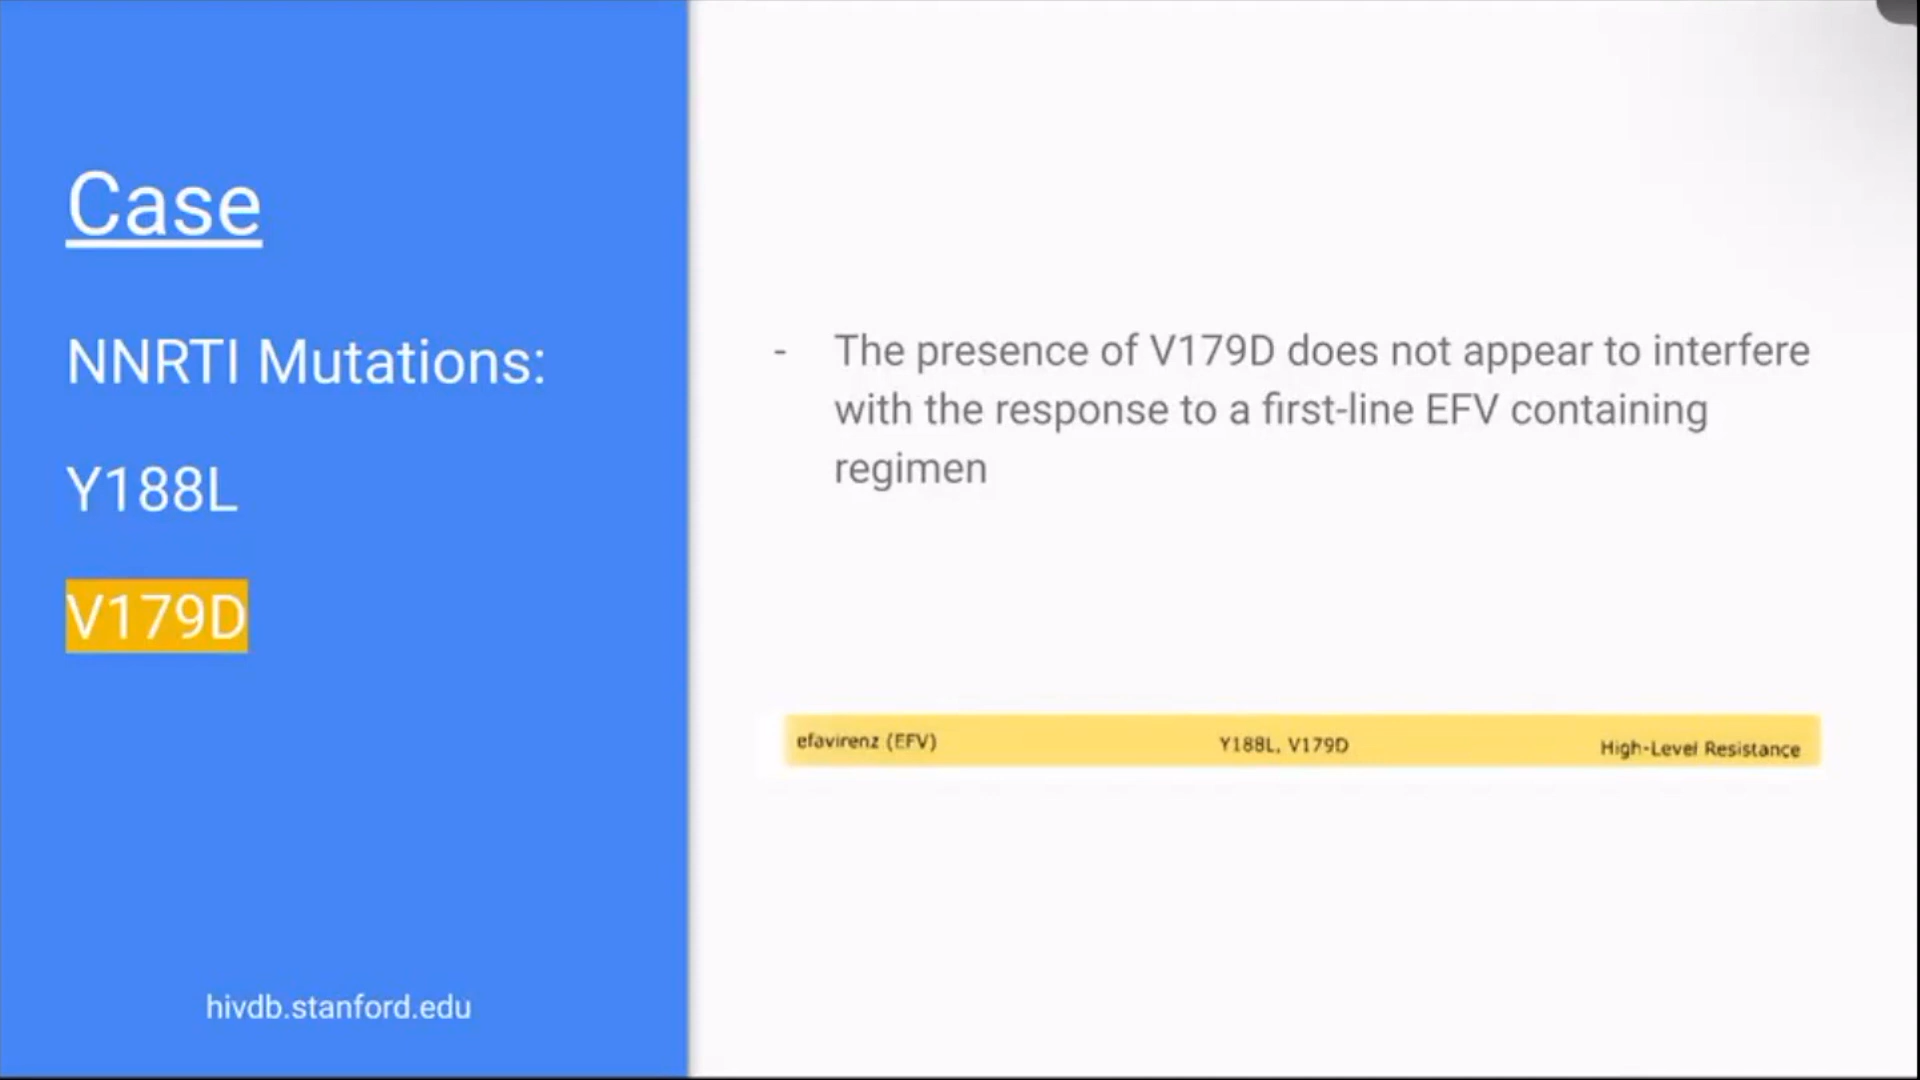 Case
NNRTI Mutations:
Y188L
V179D
hivdb.stanford.edu
- The presence of V179D does not appear to interfere
with the response to a first-line EFV containing
regimen
efavirenz (EFV) Y188L, V179D High-Level Resistance